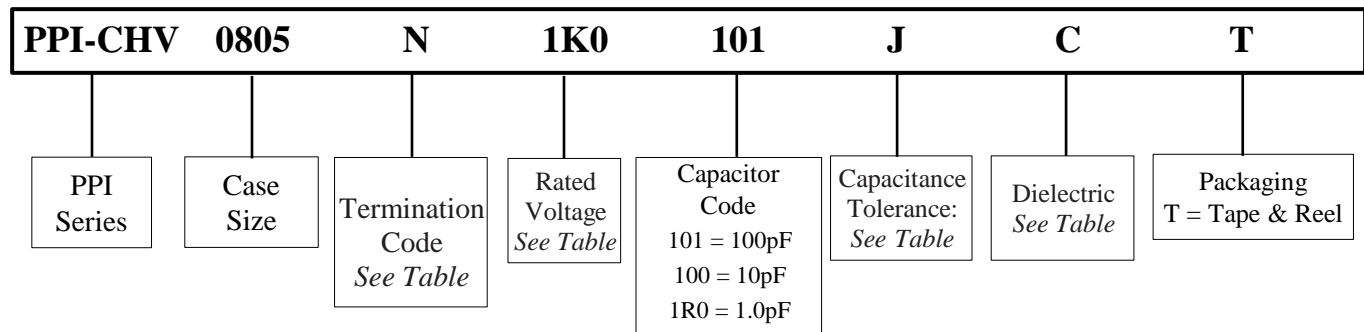 PPI-CHV 0805 N 1K0 101 J C T
PPI
Series
Case
Size
Termination
Code
See Table
Rated
Voltage
See Table
Capacitor
Code
101 = 100pF
100 = 10pF
1R0 = 1.0pF
Capacitance
Tolerance:
See Table
Dielectric
See Table
Packaging
T = Tape & Reel